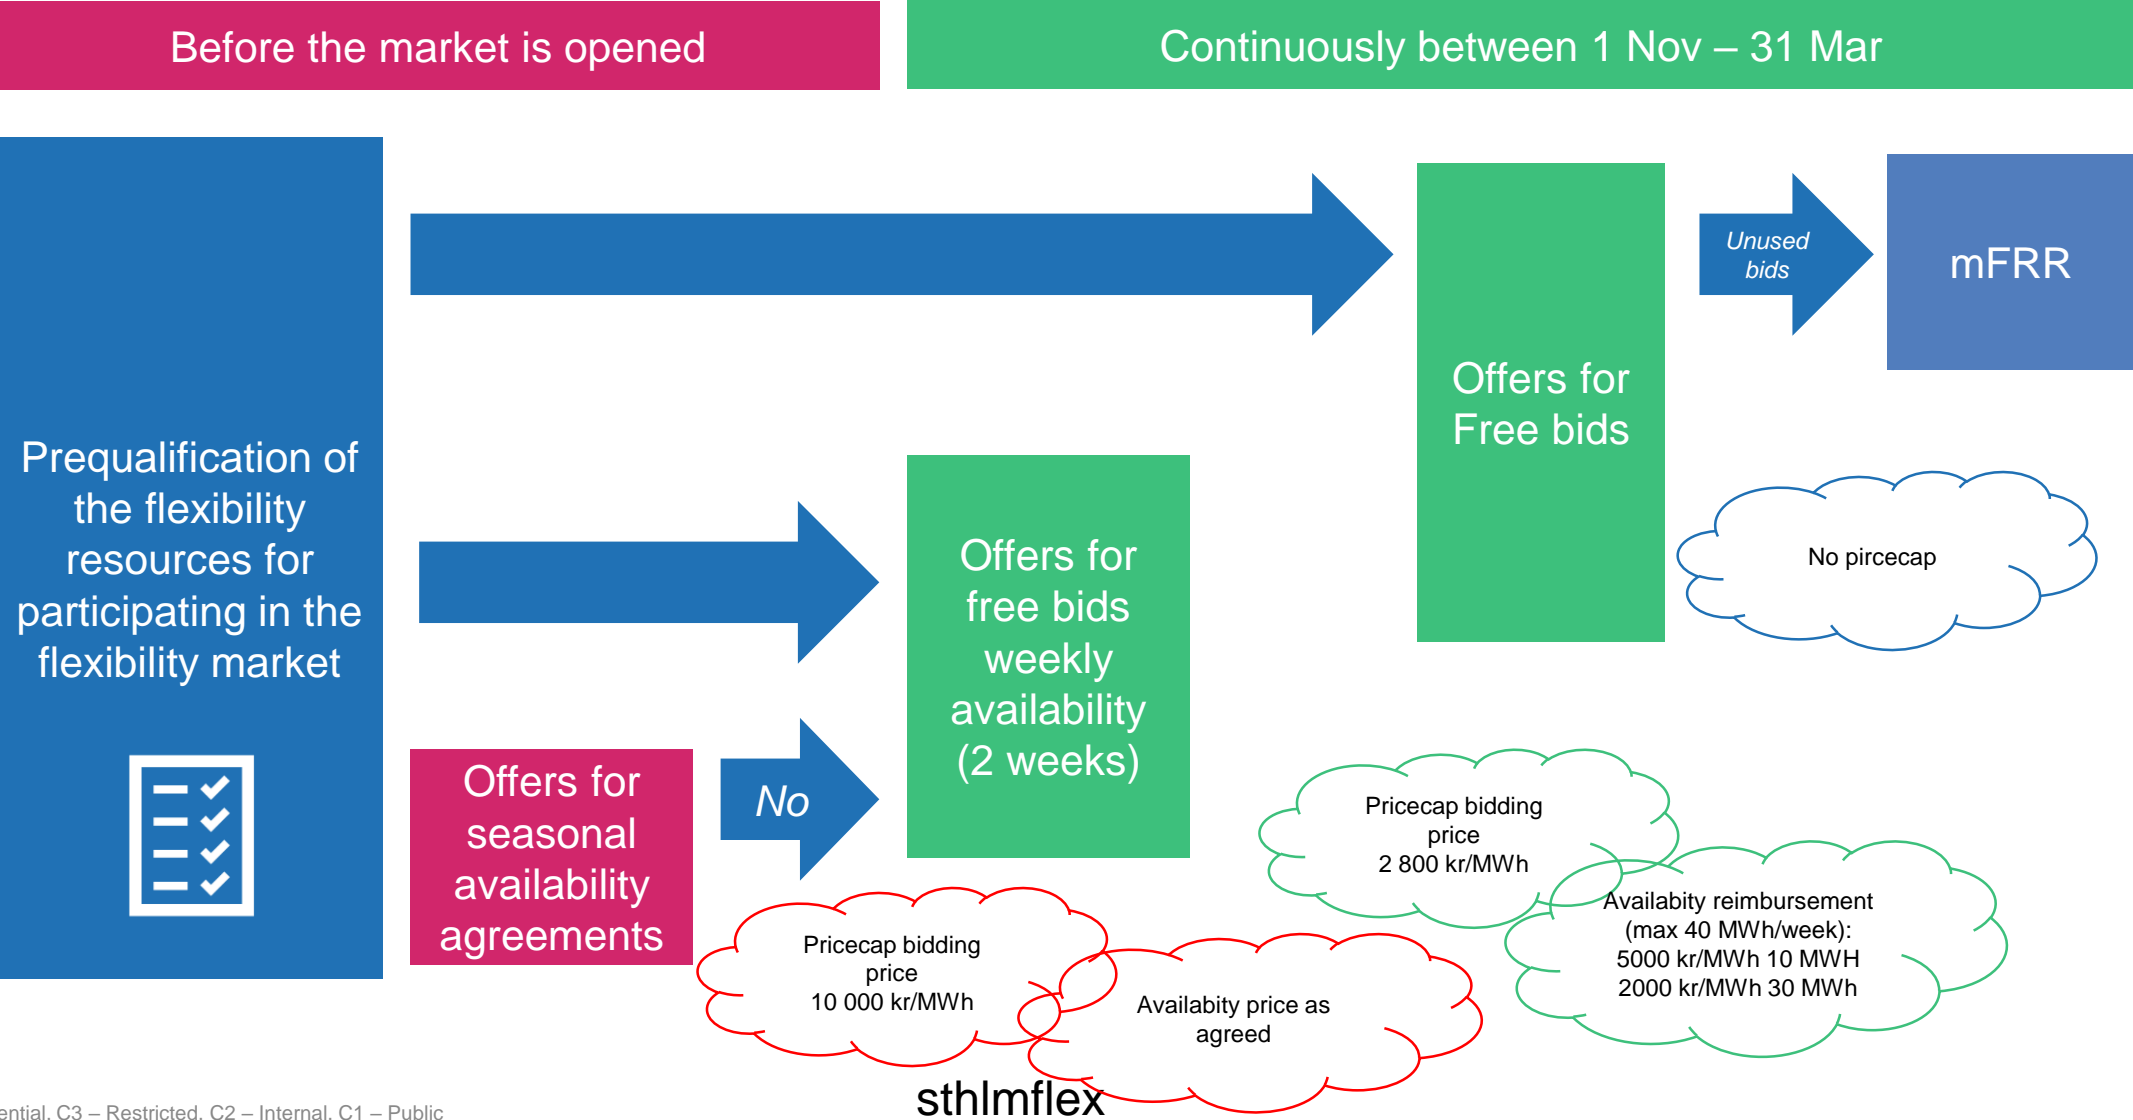 Before the market is opened
Continuously between 1 Nov – 31 Mar
Prequalification of
the flexibility
resources for
participating in the
flexibility market
Offers for
seasonal
availability
agreements
No
Offers for
free bids
weekly
availability
(2 weeks)
Offers for
Free bids
Unused
bids
mFRR
No pircecap
Pricecap bidding
price
2 800 kr/MWh
Availabity reimbursement
(max 40 MWh/week):
5000 kr/MWh 10 MWH
2000 kr/MWh 30 MWh
Pricecap bidding
price
10 000 kr/MWh
Availabity price as
agreed
sthlmflex
ential, C3 – Restricted, C2 – Internal, C1 – Public